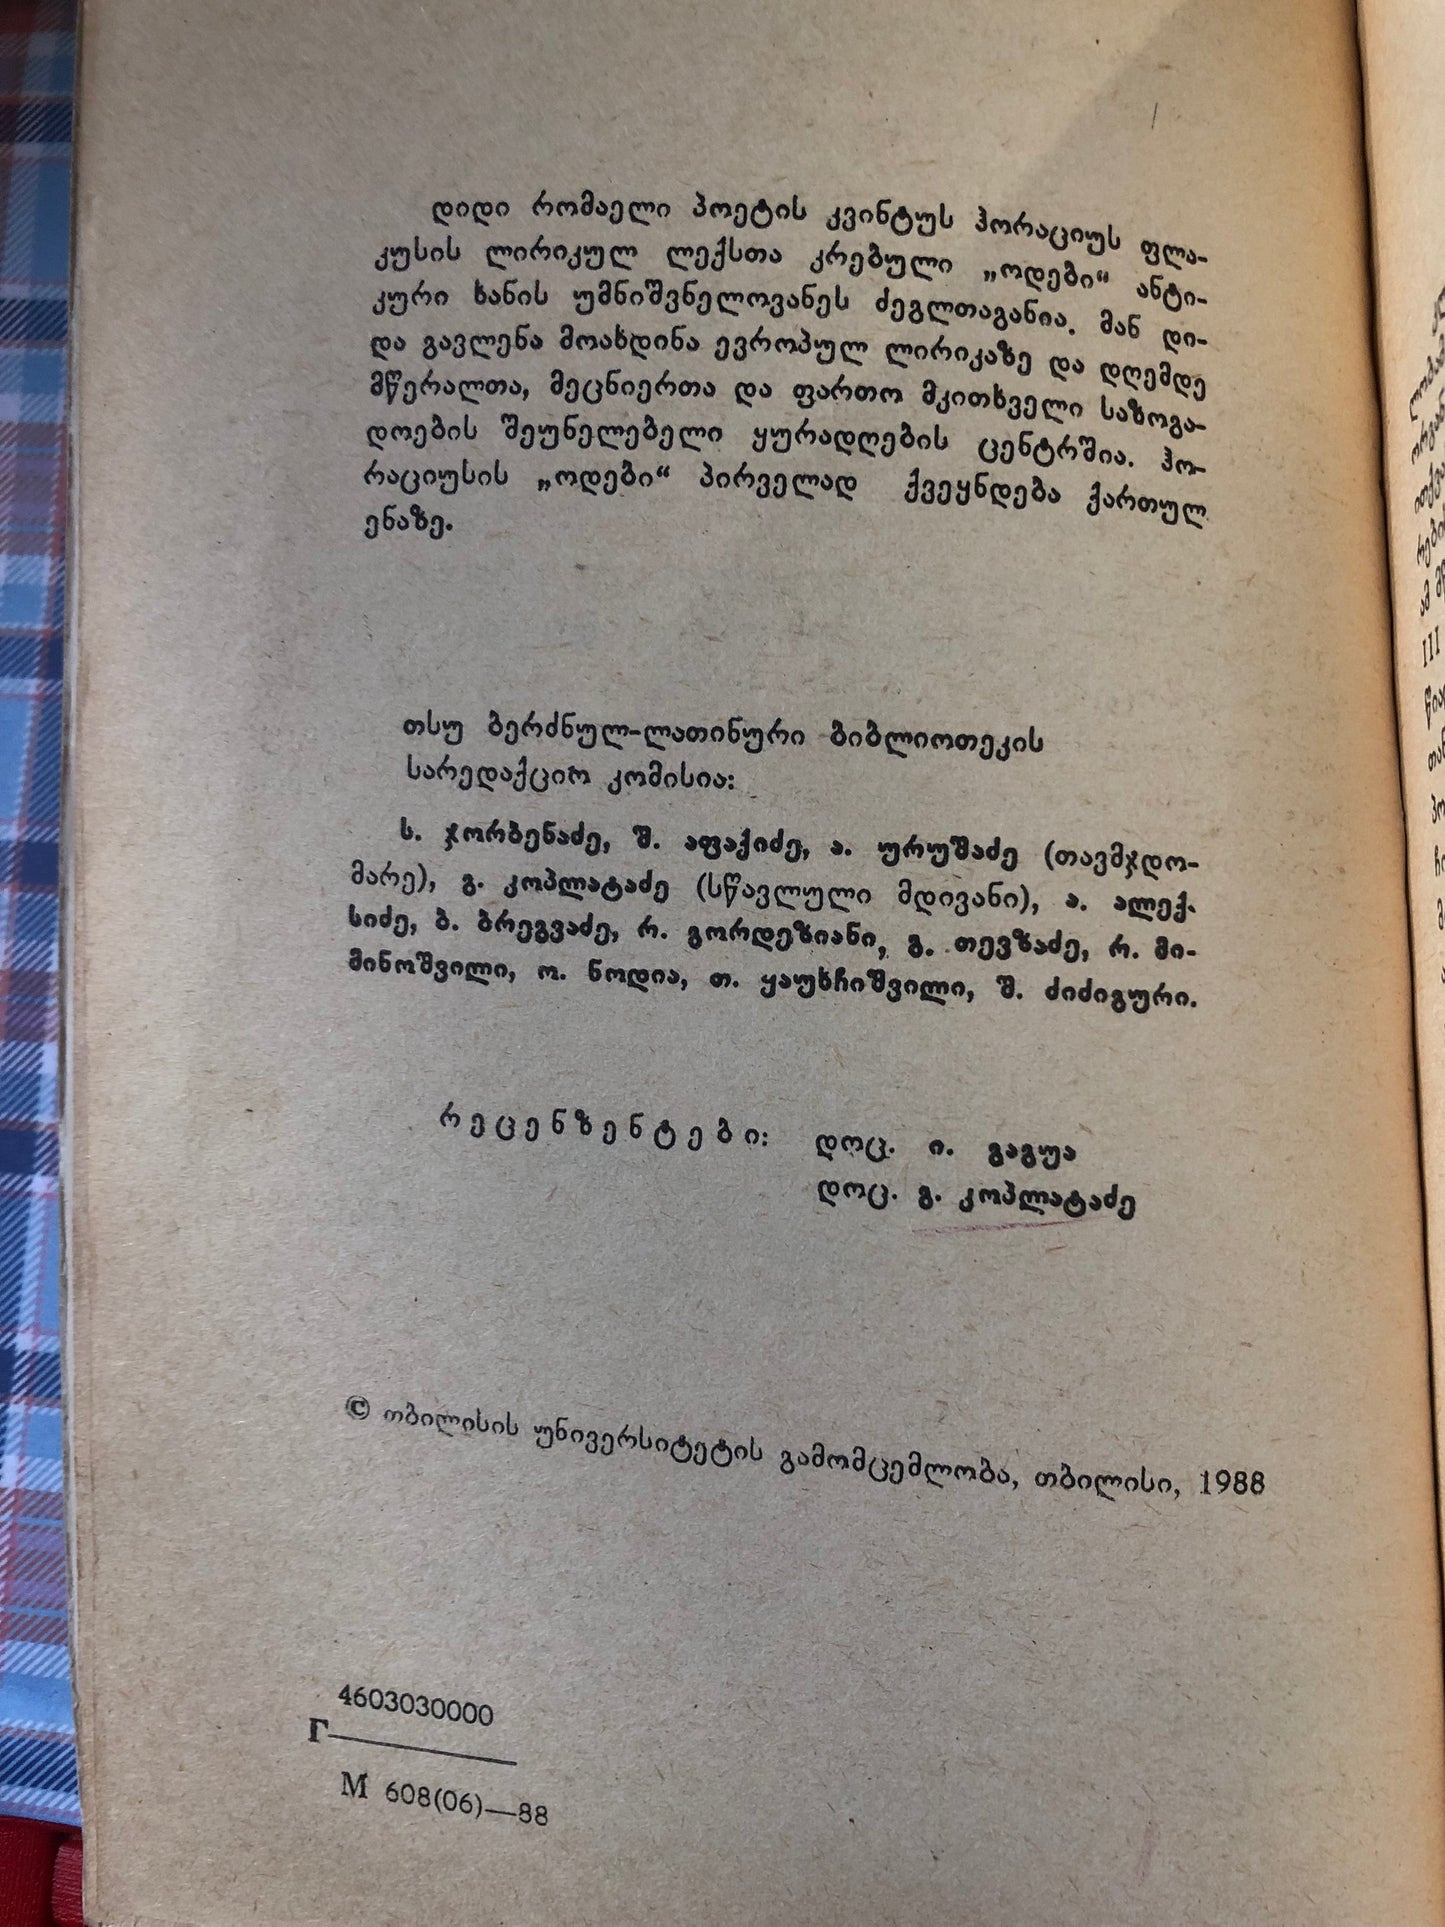 დიდი რომაელი პოეტის კვინტუს ჰორაციუს ფლა-
კუსის ლირიკულ ლექსთა კრებული „ოდები“ ანტი-
კური ხანის უმნიშვნელოვანეს ძეგლთაგანია. მან დი-
და გავლენა მოახდინა ევროპულ ლირიკაზე და დღემდე
მწერალთა, მეცნიერთა და ფართო მკითხველი საზოგა-
დოების შეუნელებელი ყურადღების ცენტრშია. ჰო-
რაციუსის „ოდები“ პირველად ქვეყნდება ქართულ
ენაზე.
თსუ ბერძნულ-ლათინური ბიბლიოთეკის
სარედაქციო კომისია:
ს. ჯორბენაძე, შ. აფაქიძე, ა. ურუშაძე (თავმჯდო-
მარე), გ. კოპლატაძე (სწავლული მდივანი), ა. ალექ-
სიძე, ბ. ბრეგვაძე, რ. გორდეზიანი, გ. თევზაძე, რ. მი-
მინოშვილი, ო. ნოდია, თ. ყაუხჩიშვილი, შ. ძიძიგური.
რეცენზენტები: დოც. ი. გაგუა
დოც. გ. კოპლატაძე
© თბილისის უნივერსიტეტის გამომცემლობა, თბილისი, 1988
4603030000
Г
М 608(06)—88